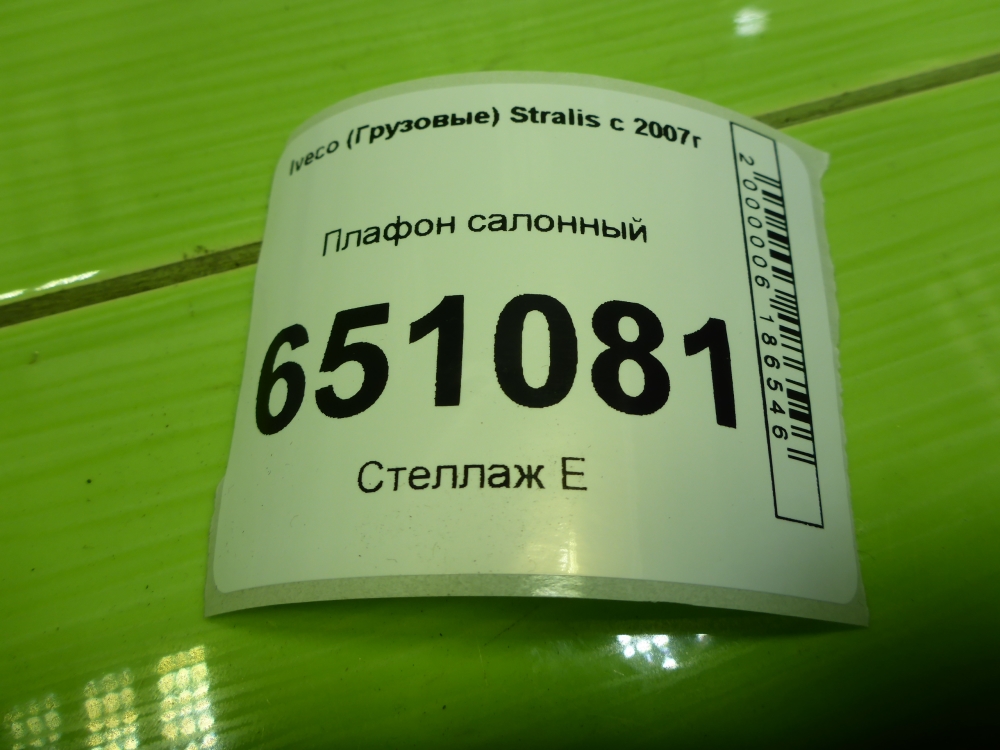 Iveco (Грузовые) Stralis с 2007г
Плафон салонный
651081
Стеллаж Е
2000006186546